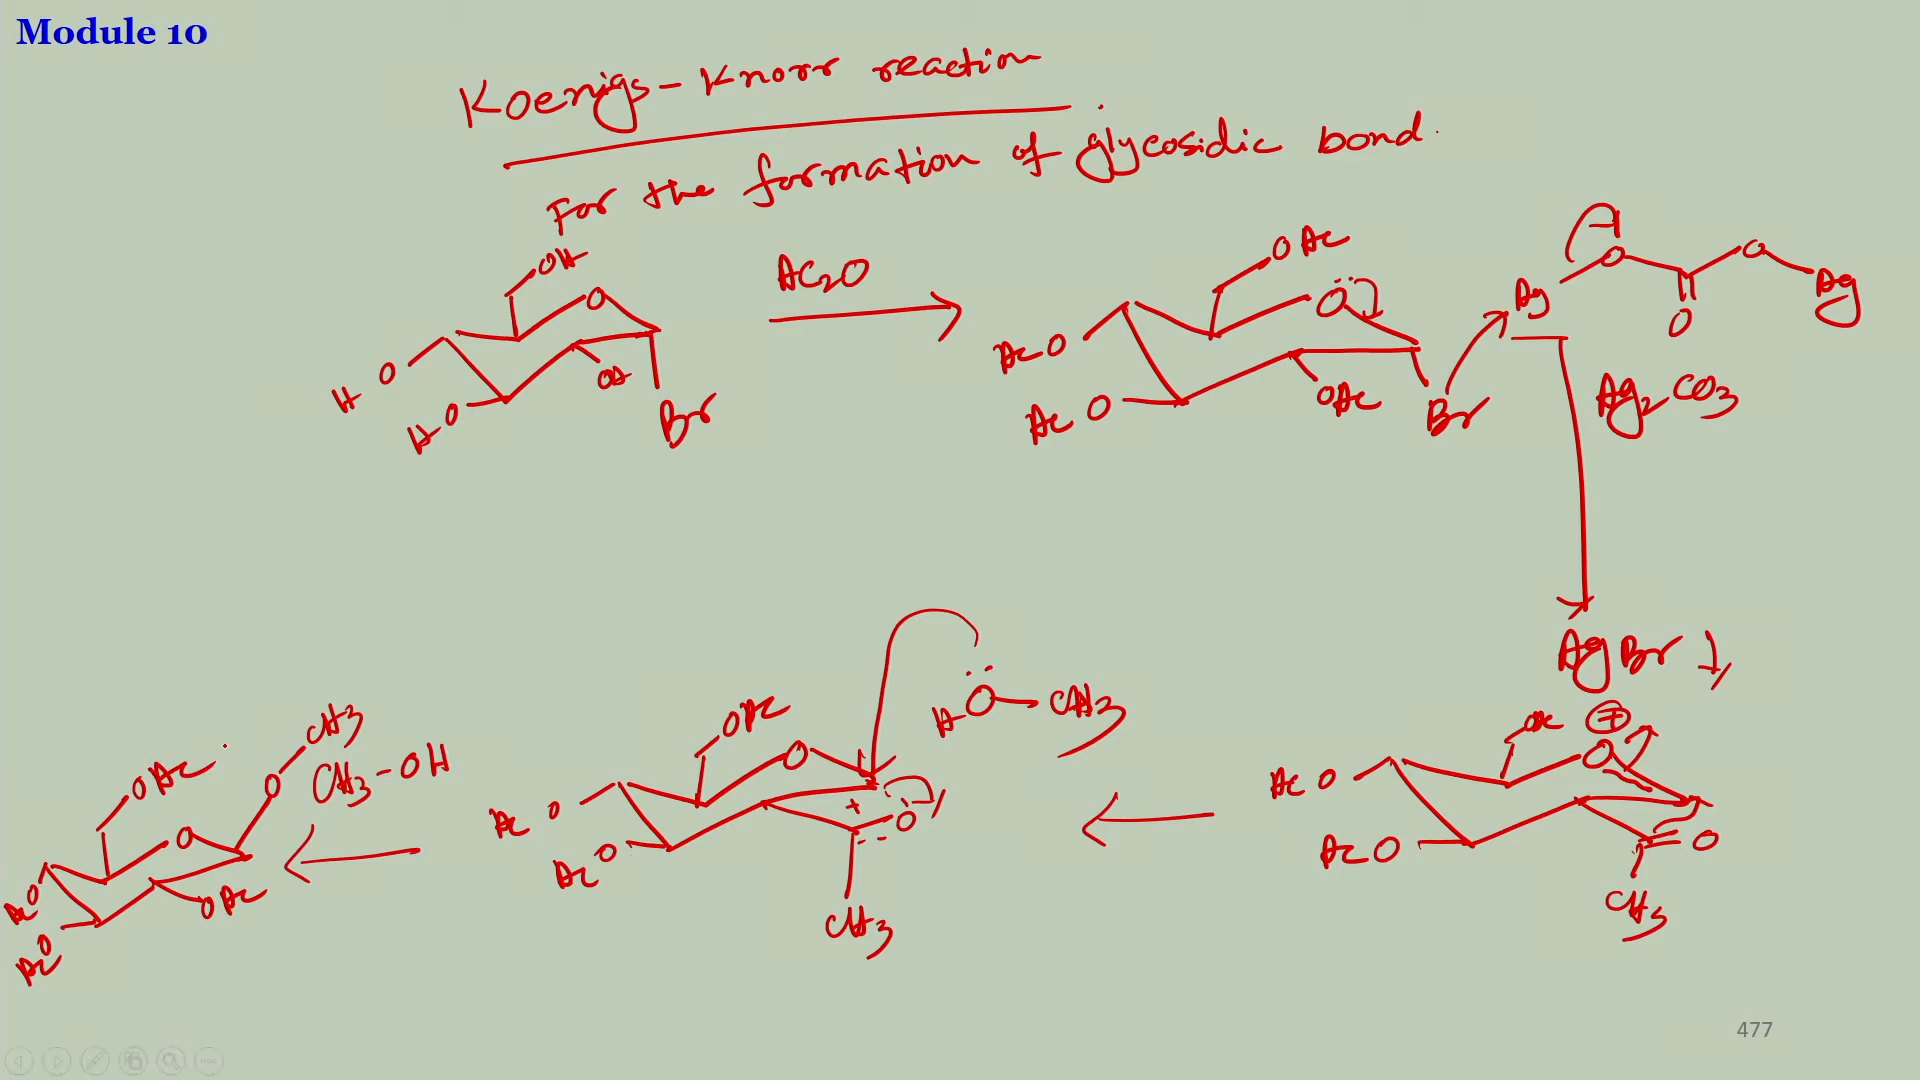 Module 10
Koenigs-Knorr reaction
For the formation of glycosidic bond.
OH
O
HO
HO
OH
Br
Ac2O
OAc
O
AcO
AcO
OAc
Br
Ag
O
O
O
Ag
Ag2CO3
AgBr ↓
OAc
O
⊕
AcO
AcO
O
CH3
HO-CH3
OAc
O
AcO
AcO
+
O
CH3
CH3-OH
OAc
O
O
CH3
AcO
AcO
OAc
477